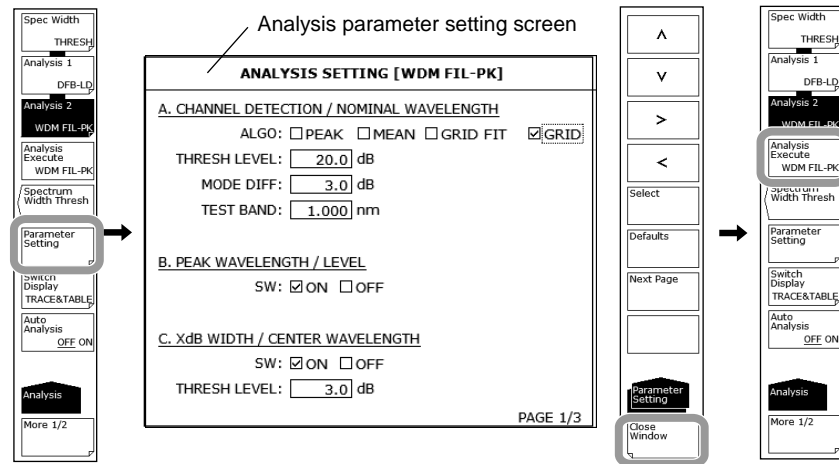 Analysis parameter setting screen
Spec Width
THRESH
Analysis 1
DFB-LD
Analysis 2
WDM FIL-PK
Analysis
Execute
WDM FIL-PK
Spectrum
Width Thresh
Parameter
Setting
Switch
Display
TRACE&TABLE
Auto
Analysis
OFF ON
Analysis
More 1/2
ANALYSIS SETTING [WDM FIL-PK]
A. CHANNEL DETECTION / NOMINAL WAVELENGTH
ALGO: ☐PEAK ☐MEAN ☐GRID FIT ☑GRID
THRESH LEVEL: 20.0 dB
MODE DIFF: 3.0 dB
TEST BAND: 1.000 nm
B. PEAK WAVELENGTH / LEVEL
SW: ☑ON ☐OFF
C. XdB WIDTH / CENTER WAVELENGTH
SW: ☑ON ☐OFF
THRESH LEVEL: 3.0 dB
PAGE 1/3
Select
Defaults
Next Page
Parameter
Setting
Close
Window
Spec Width
THRESH
Analysis 1
DFB-LD
Analysis 2
WDM FIL-PK
Analysis
Execute
WDM FIL-PK
Spectrum
Width Thresh
Parameter
Setting
Switch
Display
TRACE&TABLE
Auto
Analysis
OFF ON
Analysis
More 1/2